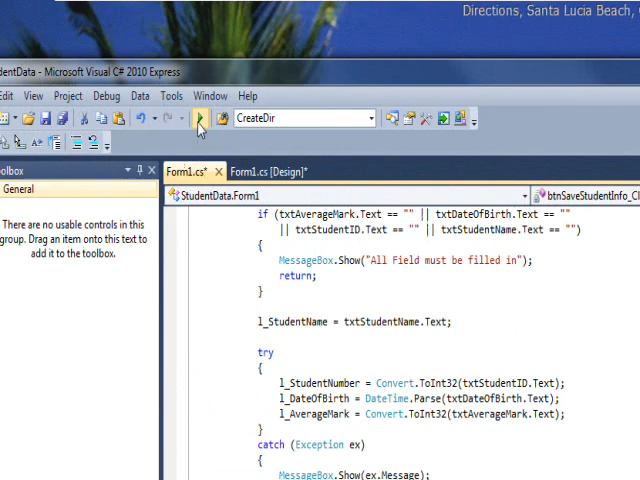 Directions, Santa Lucia Beach,
dentData - Microsoft Visual C# 2010 Express
Edit View Project Debug Data Tools Window Help
CreateDir
oolbox
Form1.cs* Form1.cs [Design]*
General
StudentData.Form1 btnSaveStudentInfo_Cl
There are no usable controls in this
group. Drag an item onto this text to
add it to the toolbox.
if (txtAverageMark.Text == "" || txtDateOfBirth.Text == ""
|| txtStudentID.Text == "" || txtStudentName.Text == "")
{
MessageBox.Show("All Field must be filled in");
return;
}
l_StudentName = txtStudentName.Text;
try
{
l_StudentNumber = Convert.ToInt32(txtStudentID.Text);
l_DateOfBirth = DateTime.Parse(txtDateOfBirth.Text);
l_AverageMark = Convert.ToInt32(txtAverageMark.Text);
}
catch (Exception ex)
{
MessageBox.Show(ex.Message);